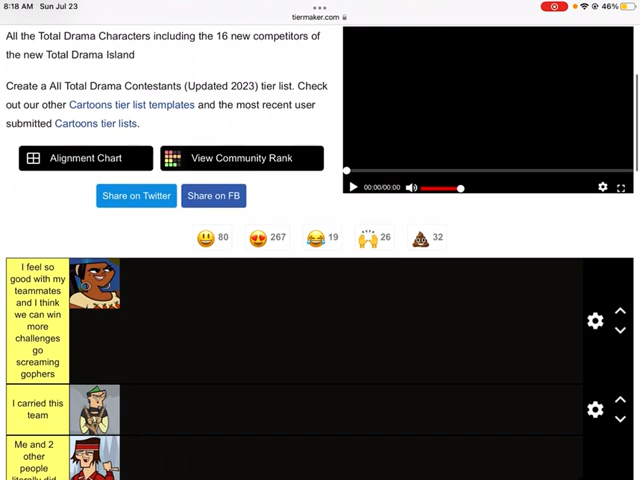 8:18 AM Sun Jul 23
46%
tiermaker.com
All the Total Drama Characters including the 16 new competitors of
the new Total Drama Island
Create a All Total Drama Contestants (Updated 2023) tier list. Check
out our other Cartoons tier list templates and the most recent user
submitted Cartoons tier lists.
Alignment Chart
View Community Rank
Share on Twitter
Share on FB
00:00/00:00
80
267
19
26
32
I feel so
good with my
teammates
and I think
we can win
more
challenges
go
screaming
gophers
I carried this
team
Me and 2
other
people
literally did